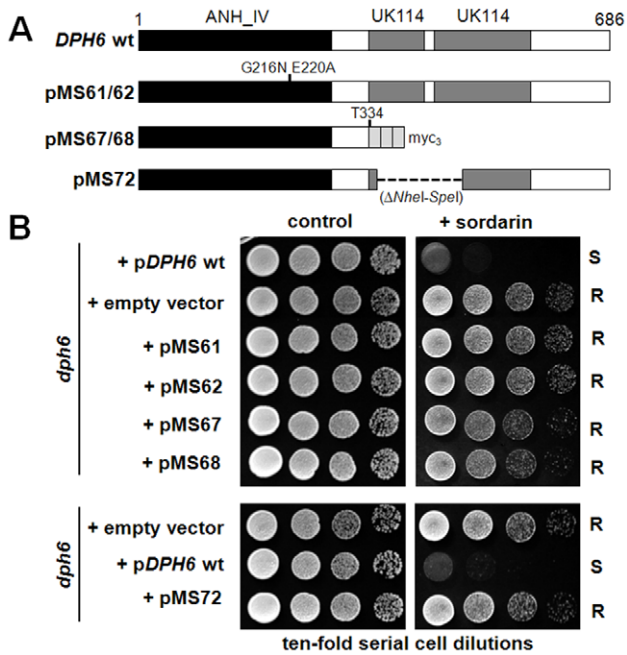 A
1 ANH_IV UK114 UK114 686
DPH6 wt
G216N E220A
pMS61/62
T334
pMS67/68 myc3
pMS72
(ΔNheI-SpeI)
B
control + sordarin
dph6
+ pDPH6 wt S
+ empty vector R
+ pMS61 R
+ pMS62 R
+ pMS67 R
+ pMS68 R
dph6
+ empty vector R
+ pDPH6 wt S
+ pMS72 R
ten-fold serial cell dilutions